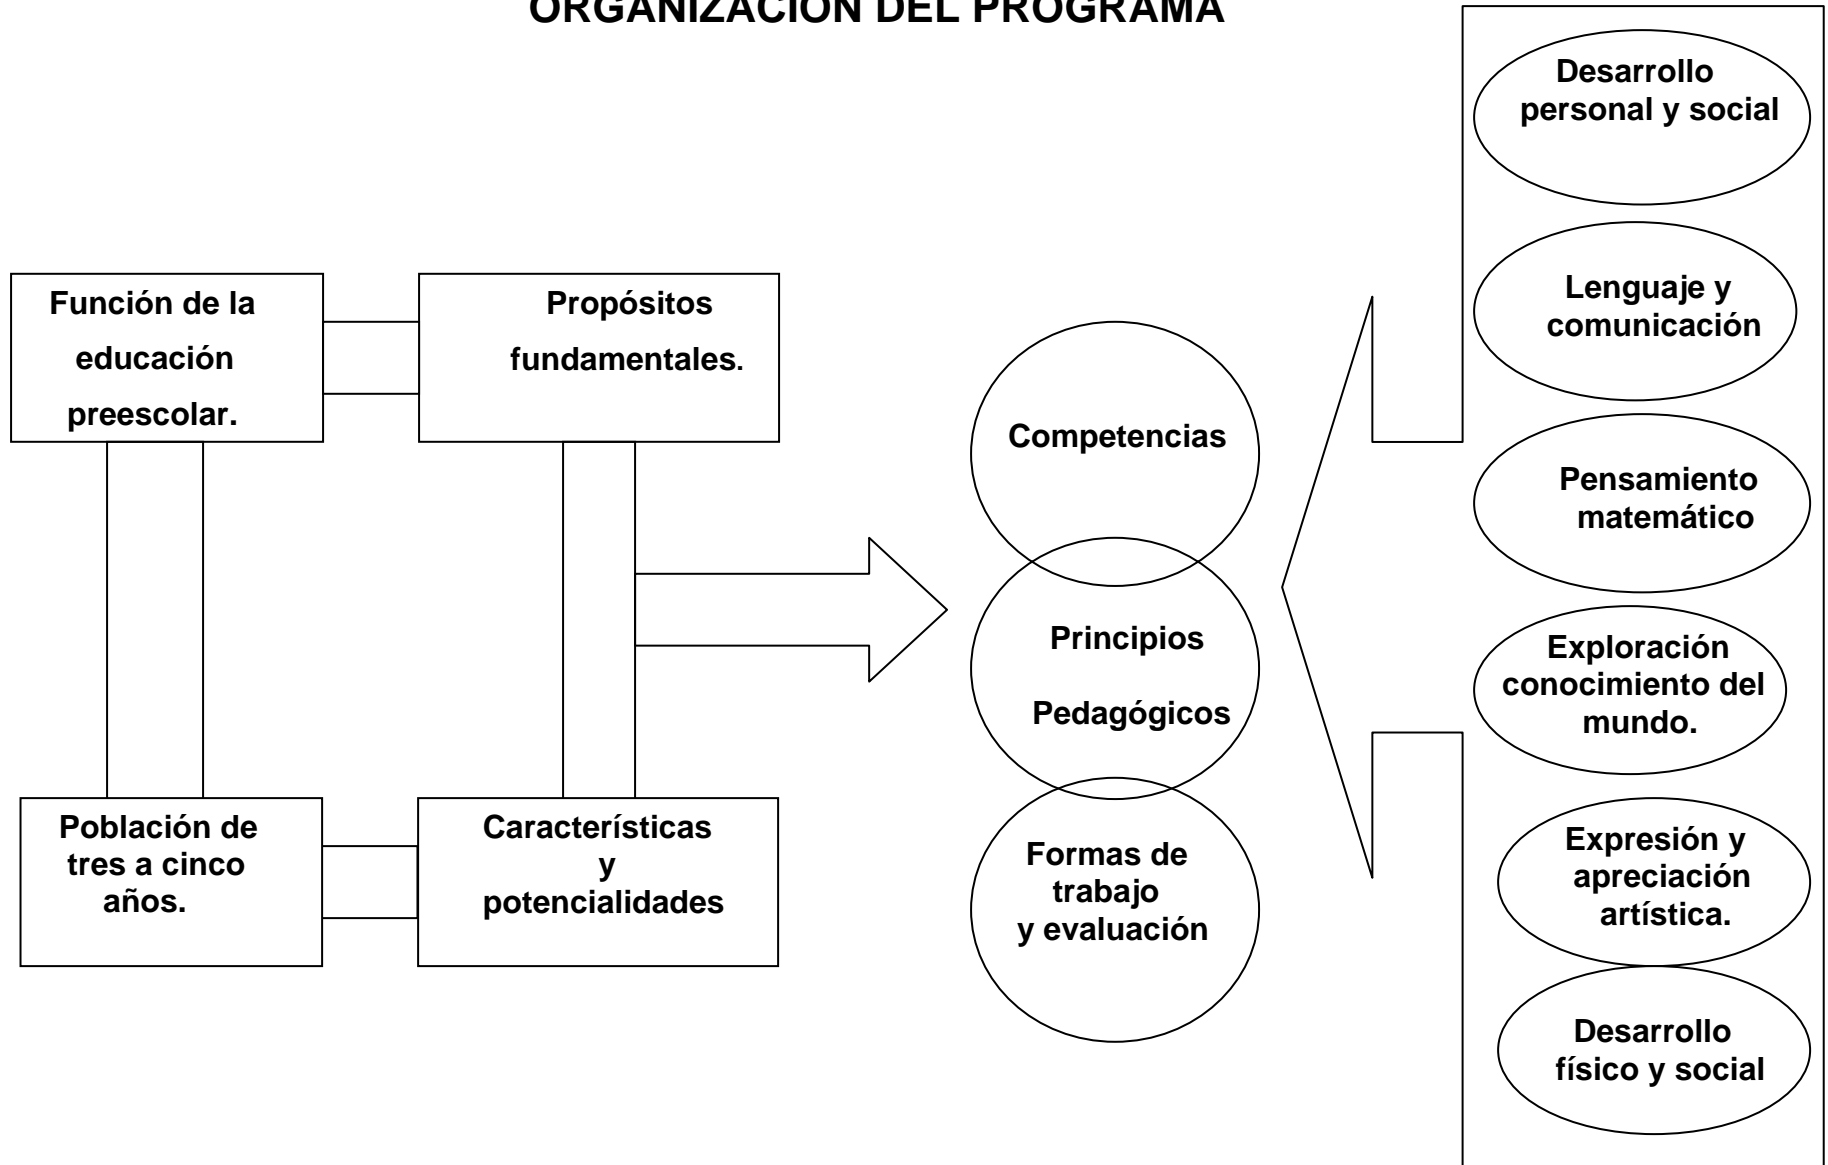 ORGANIZACIÓN DEL PROGRAMA
Función de la
educación
preescolar.
Propósitos
fundamentales.
Población de
tres a cinco
años.
Características
y
potencialidades
Competencias
Principios
Pedagógicos
Formas de
trabajo
y evaluación
Desarrollo
personal y social
Lenguaje y
comunicación
Pensamiento
matemático
Exploración
conocimiento del
mundo.
Expresión y
apreciación
artística.
Desarrollo
físico y social